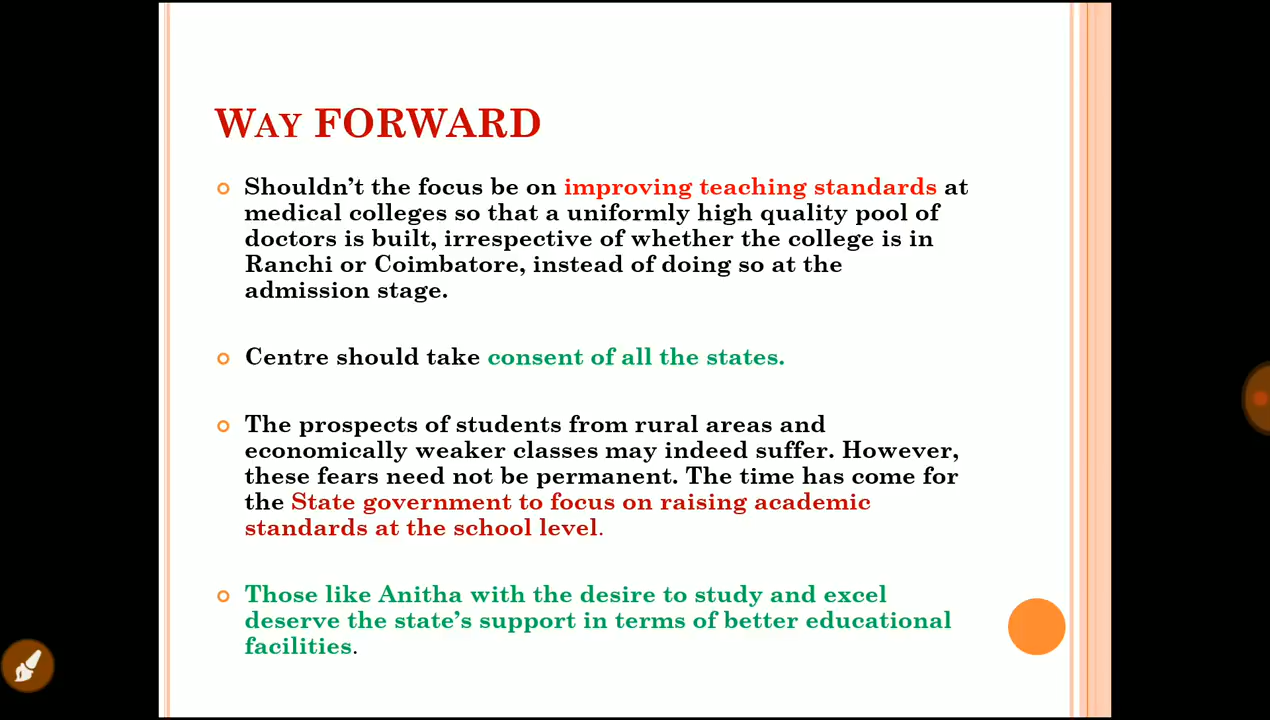 WAY FORWARD
Shouldn't the focus be on improving teaching standards at
medical colleges so that a uniformly high quality pool of
doctors is built, irrespective of whether the college is in
Ranchi or Coimbatore, instead of doing so at the
admission stage.
Centre should take consent of all the states.
The prospects of students from rural areas and
economically weaker classes may indeed suffer. However,
these fears need not be permanent. The time has come for
the State government to focus on raising academic
standards at the school level.
Those like Anitha with the desire to study and excel
deserve the state's support in terms of better educational
facilities.